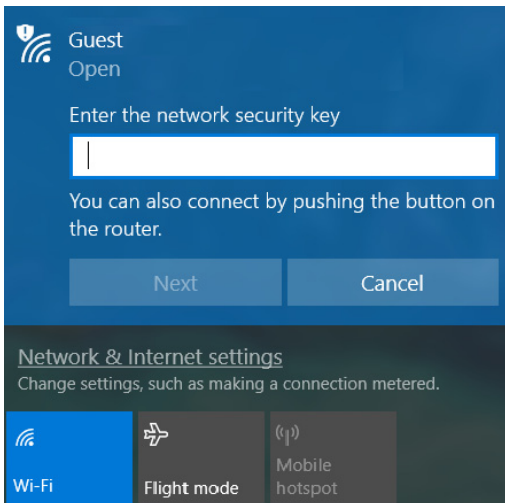 Guest
Open
Enter the network security key
You can also connect by pushing the button on
the router.
Next
Cancel
Network & Internet settings
Change settings, such as making a connection metered.
Wi-Fi
Flight mode
Mobile
hotspot